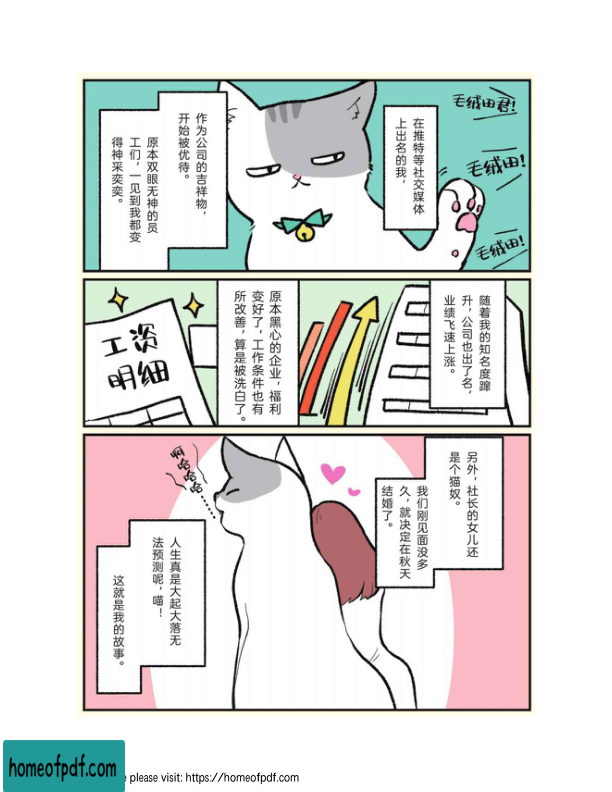 在推特等社交媒体
上出名的我，
作为公司的吉祥物，
开始被优待。
原本双眼无神的员
工们，一见到我都变
得神采奕奕。
毛绒田君！
毛绒田！
毛绒田！
随着我的知名度蹿
升，公司也出了名，
业绩飞速上涨。
原本黑心的企业，福利
变好了，工作条件也有
所改善，算是被洗白了。
工资
明细
另外，社长的女儿还
是个猫奴。
我们刚见面没多
久，就决定在秋天
结婚了。
啊哈哈哈
人生真是大起大落无
法预测呢，喵！
这就是我的故事。
homeofpdf.com
e please visit: https://homeofpdf.com